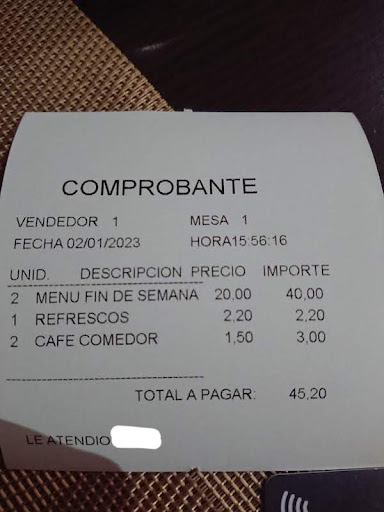 COMPROBANTE
VENDEDOR 1 MESA 1
FECHA 02/01/2023 HORA15:56:16
UNID. DESCRIPCION PRECIO IMPORTE
2 MENU FIN DE SEMANA 20,00 40,00
1 REFRESCOS 2,20 2,20
2 CAFE COMEDOR 1,50 3,00
TOTAL A PAGAR: 45,20
LE ATENDIO